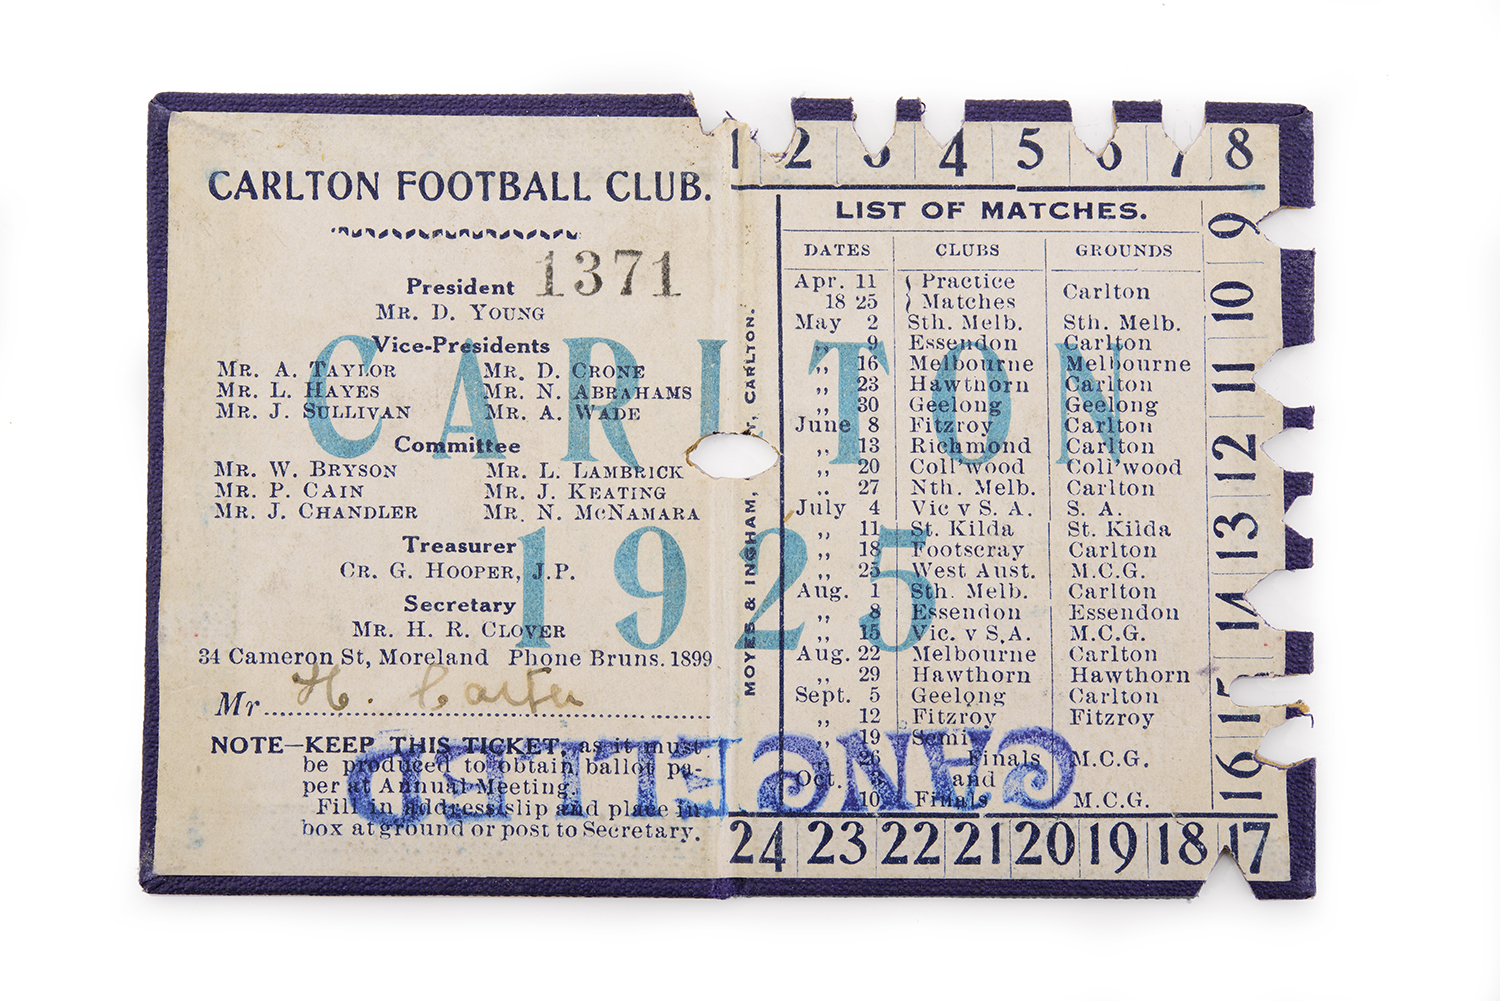 CARLTON FOOTBALL CLUB.
1371
President
MR. D. YOUNG
Vice-Presidents
MR. A. TAYLOR MR. D. CRONE
MR. L. HAYES MR. N. ABRAHAMS
MR. J. SULLIVAN MR. A. WADE
Committee
MR. W. BRYSON MR. L. LAMBRICK
MR. P. CAIN MR. J. KEATING
MR. J. CHANDLER MR. N. MCNAMARA
Treasurer
CR. G. HOOPER, J.P.
Secretary
MR. H. R. CLOVER
34 Cameron St, Moreland Phone Bruns. 1899
Mr H. Carter
NOTE—KEEP THIS TICKET, as it must
be produced to obtain ballot pa-
per at Annual Meeting.
Fill in address slip and place in
box at ground or post to Secretary.
CARLTON
1925
CANCELLED
MOYES & INGHAM, CARLTON.
1 2 3 4 5 6 7 8
LIST OF MATCHES.
DATES CLUBS GROUNDS
Apr. 11 Practice Carlton
18 25 Matches
May 2 Sth. Melb. Sth. Melb.
,, 9 Essendon Carlton
,, 16 Melbourne Melbourne
,, 23 Hawthorn Carlton
,, 30 Geelong Geelong
June 8 Fitzroy Carlton
,, 13 Richmond Carlton
,, 20 Coll'wood Coll'wood
,, 27 Nth. Melb. Carlton
July 4 Vic v S. A. S. A.
,, 11 St. Kilda St. Kilda
,, 18 Footscray Carlton
,, 25 West Aust. M.C.G.
Aug. 1 Sth. Melb. Carlton
,, 8 Essendon Essendon
,, 15 Vic. v S.A. M.C.G.
Aug. 22 Melbourne Carlton
,, 29 Hawthorn Hawthorn
Sept. 5 Geelong Carlton
,, 12 Fitzroy Fitzroy
,, 19 Semi
,, 26 Finals M.C.G.
Oct. 3 and
,, 10 Finals M.C.G.
9 10 11 12 13 14 15 16
24 23 22 21 20 19 18 17